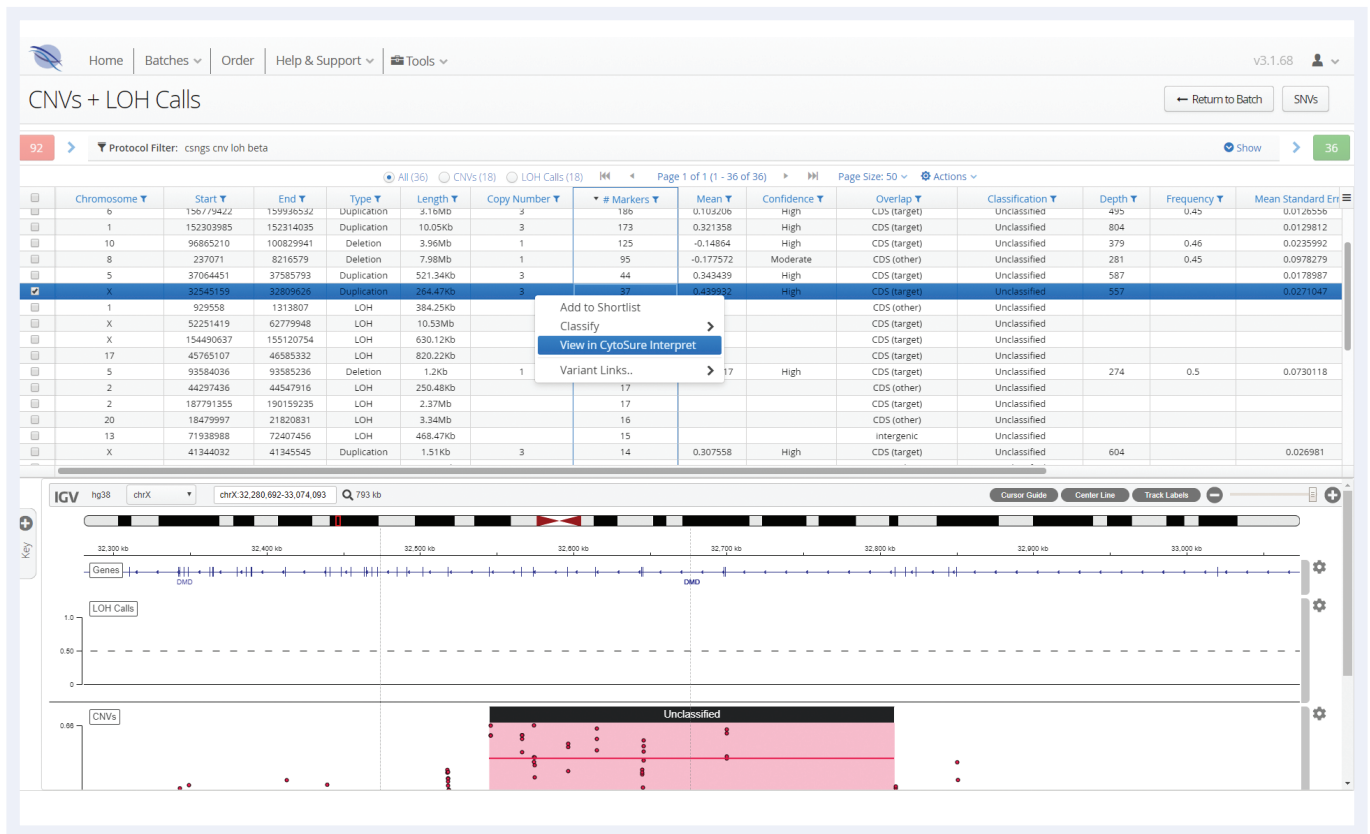 Home Batches Order Help & Support Tools v3.1.68
CNVs + LOH Calls ← Return to Batch SNVs
92 Protocol Filter: csngs cnv loh beta Show 36
All (36) CNVs (18) LOH Calls (18) Page 1 of 1 (1 - 36 of 36) Page Size: 50 Actions
Chromosome Start End Type Length Copy Number # Markers Mean Confidence Overlap Classification Depth Frequency Mean Standard Err
6 156779422 159936532 Duplication 3.16Mb 3 186 0.103206 High CDS (target) Unclassified 495 0.45 0.0126556
1 152303985 152314035 Duplication 10.05Kb 3 173 0.321358 High CDS (target) Unclassified 804 0.0129812
10 96865210 100829941 Deletion 3.96Mb 1 125 -0.14864 High CDS (target) Unclassified 379 0.46 0.0235992
8 237071 8216579 Deletion 7.98Mb 1 95 -0.177572 Moderate CDS (other) Unclassified 281 0.45 0.0978279
5 37064451 37585793 Duplication 521.34Kb 3 44 0.343439 High CDS (target) Unclassified 587 0.0178987
X 32545159 32809626 Duplication 264.47Kb 3 37 0.439932 High CDS (target) Unclassified 557 0.0271047
1 929558 1313807 LOH 384.25Kb CDS (other) Unclassified
X 52251419 62779948 LOH 10.53Mb CDS (target) Unclassified
X 154490637 155120754 LOH 630.12Kb CDS (target) Unclassified
17 45765107 46585332 LOH 820.22Kb CDS (target) Unclassified
5 93584036 93585236 Deletion 1.2Kb 1 17 High CDS (target) Unclassified 274 0.5 0.0730118
2 44297436 44547916 LOH 250.48Kb 17 CDS (other) Unclassified
2 187791355 190159235 LOH 2.37Mb 17 CDS (target) Unclassified
20 18479997 21820831 LOH 3.34Mb 16 CDS (other) Unclassified
13 71938988 72407456 LOH 468.47Kb 15 intergenic Unclassified
X 41344032 41345545 Duplication 1.51Kb 3 14 0.307558 High CDS (target) Unclassified 604 0.026981
Add to Shortlist
Classify
View in CytoSure Interpret
Variant Links..
IGV hg38 chrX chrX:32,280,692-33,074,093 793 kb Cursor Guide Center Line Track Labels
Key
32,300 kb 32,400 kb 32,500 kb 32,600 kb 32,700 kb 32,800 kb 32,900 kb 33,000 kb
Genes
DMD DMD
LOH Calls
1.0
0.50
0
CNVs Unclassified
0.66